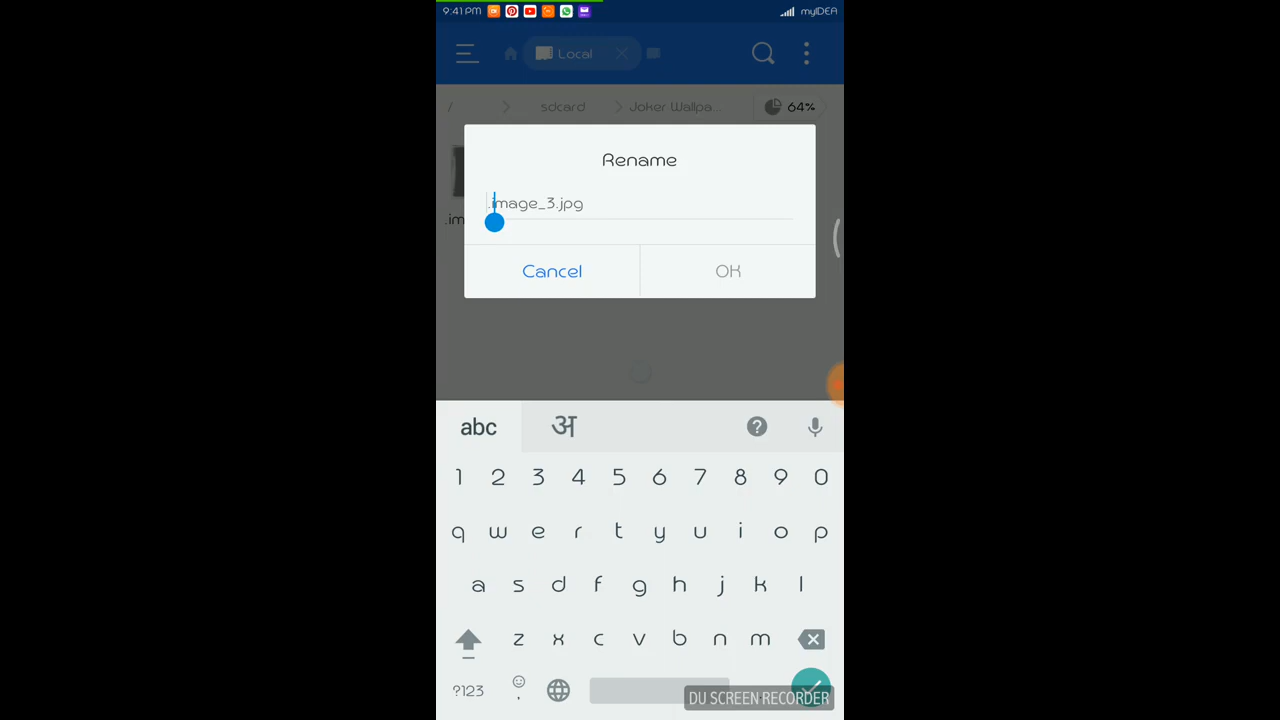 9:41 PM myIDEA
Local
/ sdcard Joker Wallpa... 64%
Rename
.image_3.jpg
.im
Cancel OK
abc अ ?
1 2 3 4 5 6 7 8 9 0
q w e r t y u i o p
a s d f g h j k l
z x c v b n m
?123 ,
DU SCREEN RECORDER